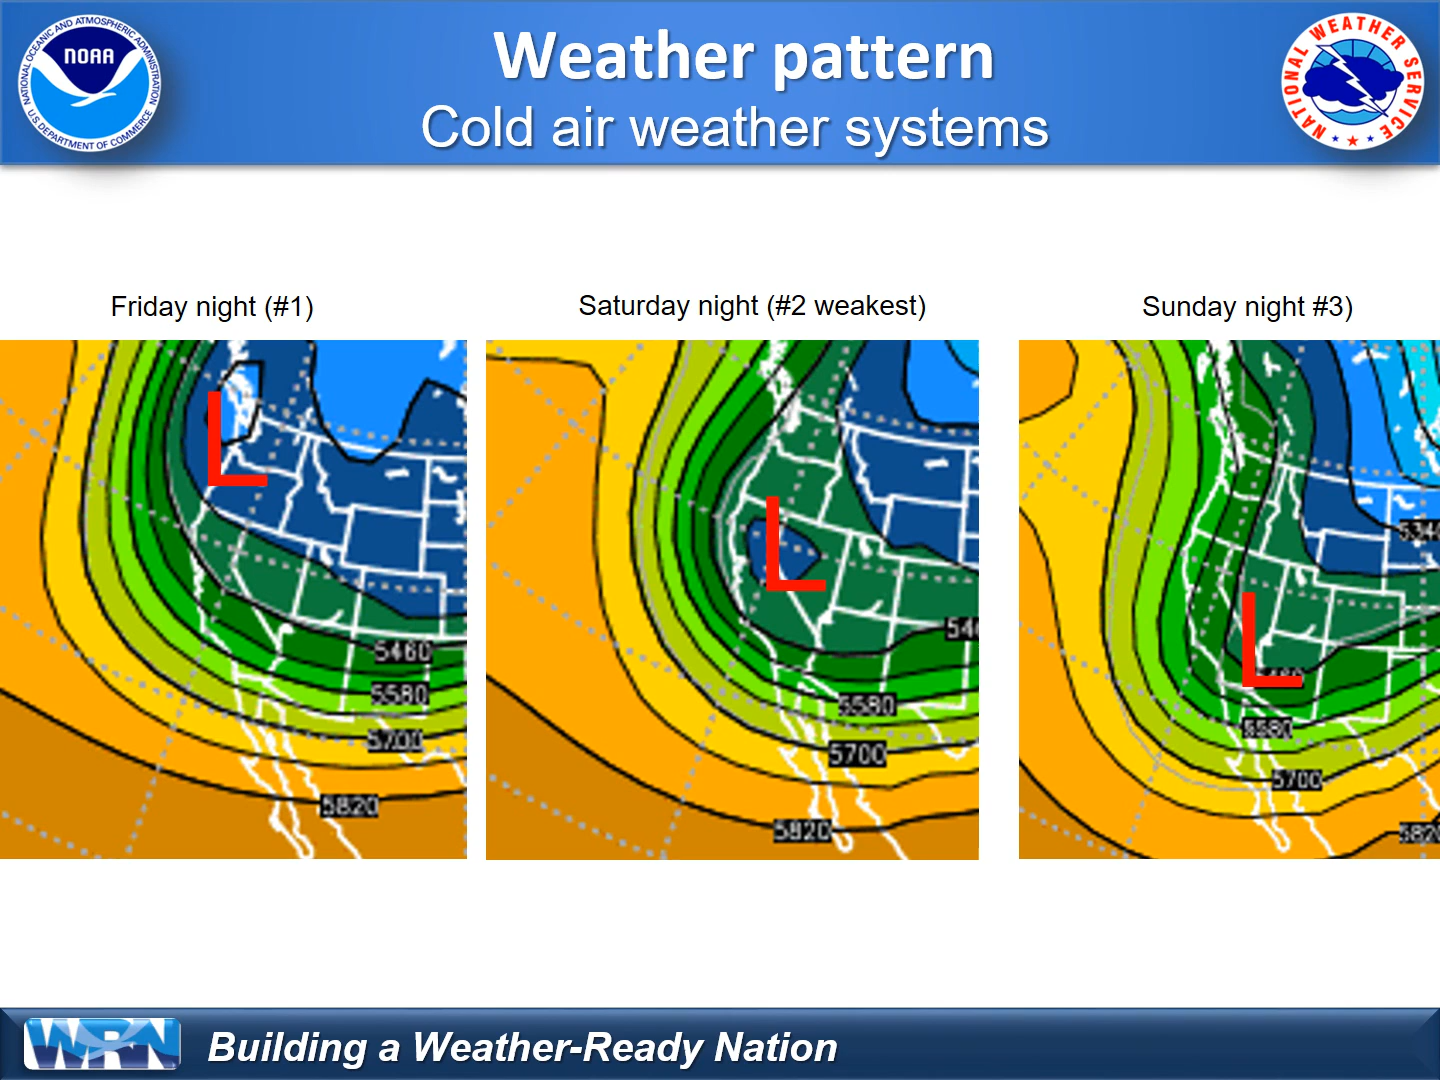 NATIONAL OCEANIC AND ATMOSPHERIC ADMINISTRATION
NOAA
U.S. DEPARTMENT OF COMMERCE
Weather pattern
Cold air weather systems
NATIONAL WEATHER SERVICE
Friday night (#1)
Saturday night (#2 weakest)
Sunday night #3)
L
5460
5580
5700
5820
L
5580
5700
5820
L
5580
5700
WRN
Building a Weather-Ready Nation